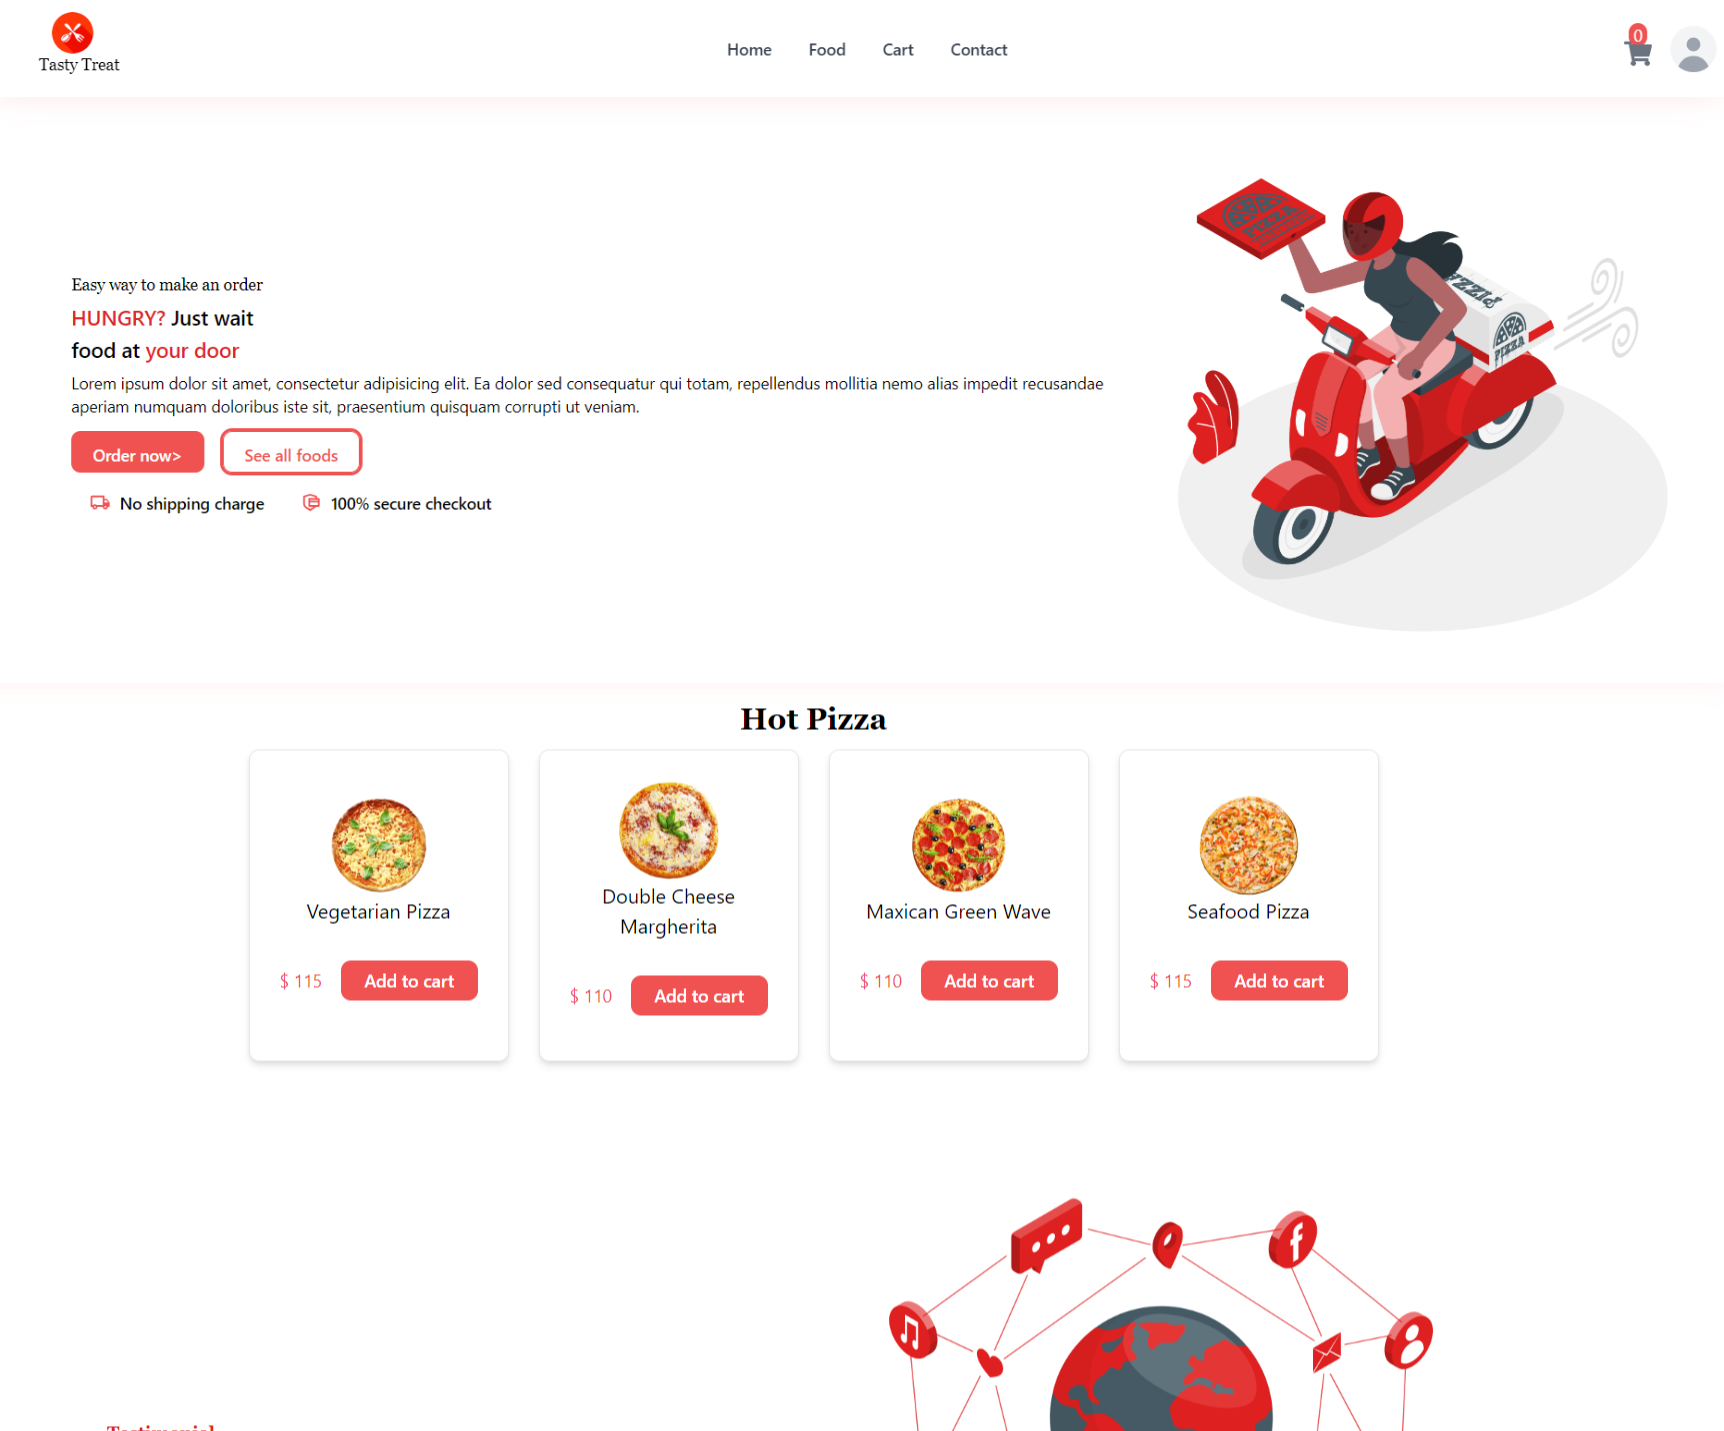 Tasty Treat
Home Food Cart Contact
0
PIZZA
PIZZA
PIZZA
Easy way to make an order
HUNGRY? Just wait
food at your door
Lorem ipsum dolor sit amet, consectetur adipisicing elit. Ea dolor sed consequatur qui totam, repellendus mollitia nemo alias impedit recusandae
aperiam numquam doloribus iste sit, praesentium quisquam corrupti ut veniam.
Order now>
See all foods
No shipping charge
100% secure checkout
Hot Pizza
Vegetarian Pizza
$ 115
Add to cart
Double Cheese
Margherita
$ 110
Add to cart
Maxican Green Wave
$ 110
Add to cart
Seafood Pizza
$ 115
Add to cart
f
Testimonial